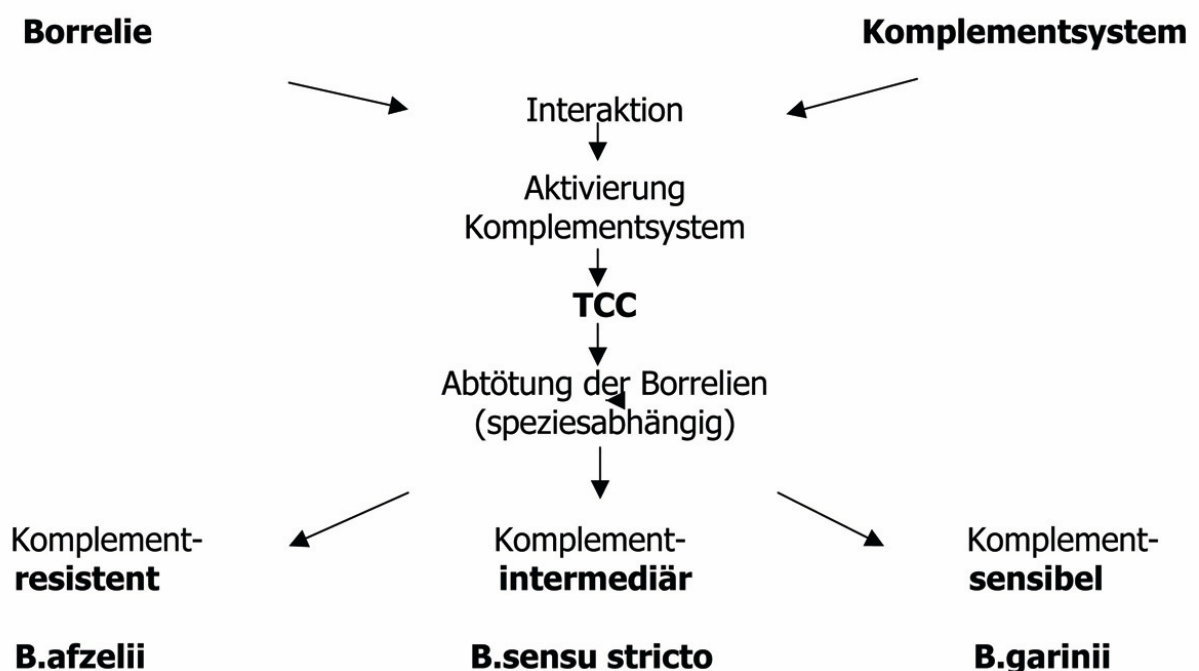 Borrelie
Komplementsystem
Interaktion
Aktivierung
Komplementsystem
TCC
Abtötung der Borrelien
(speziesabhängig)
Komplement-
resistent
B.afzelii
Komplement-
intermediär
B.sensu stricto
Komplement-
sensibel
B.garinii